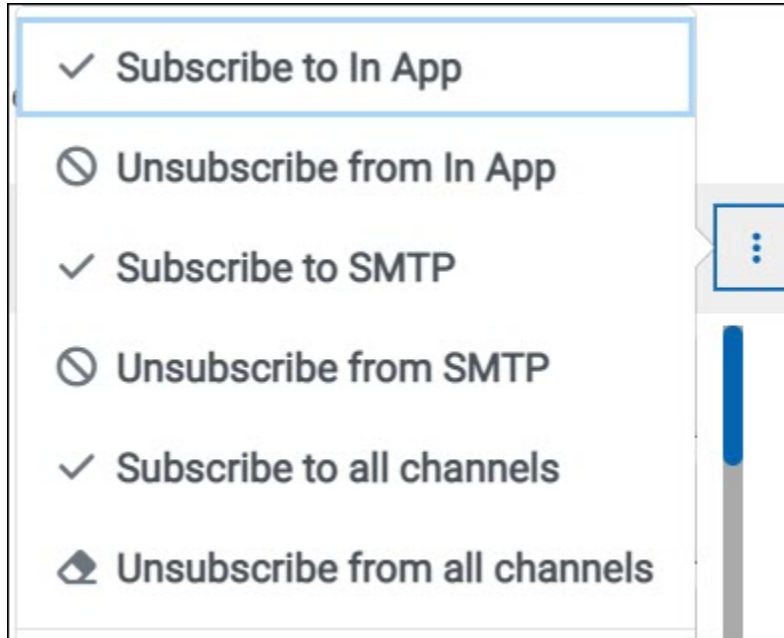 Subscribe to In App
Unsubscribe from In App
Subscribe to SMTP
Unsubscribe from SMTP
Subscribe to all channels
Unsubscribe from all channels